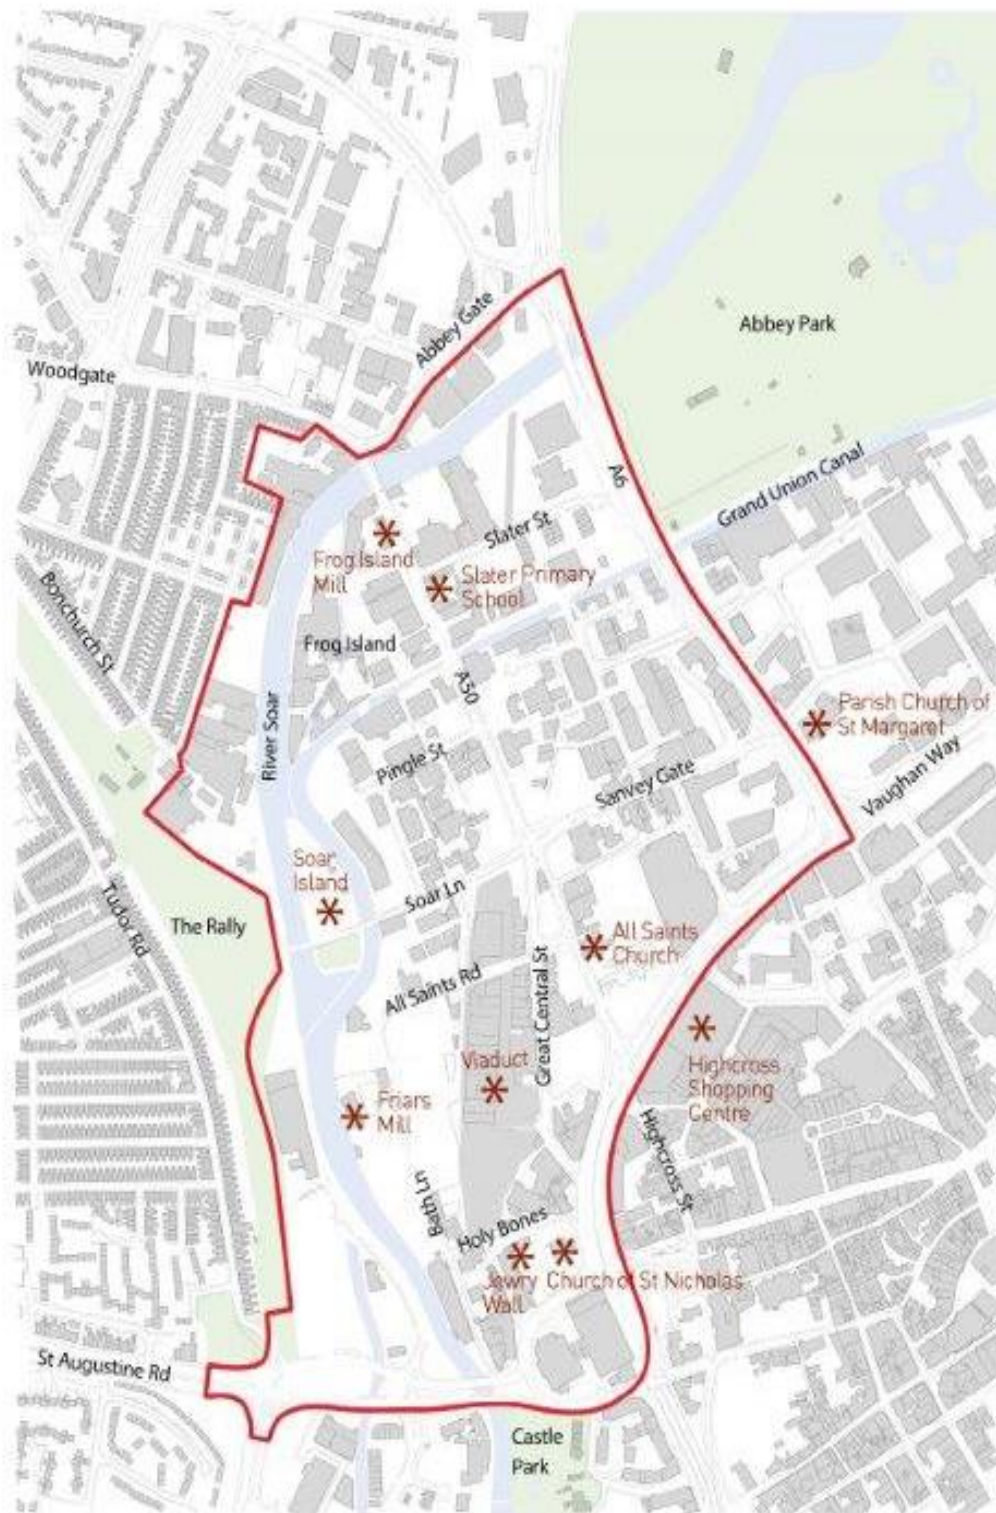 Abbey Gate
Abbey Park
Woodgate
A6
Grand Union Canal
Slater St
Frog Island
Mill
Slater Primary
School
Bonchurch St
Frog Island
A50
River Soar
Pingle St
Parish Church of
St Margaret
Sanvey Gate
Vaughan Way
Soar
Island
Soar Ln
Tudor Rd
The Rally
All Saints
Church
All Saints Rd
Great Central St
Viaduct
Highcross
Shopping
Centre
Friars
Mill
Highcross St
Bath Ln
Holy Bones
Jewry
Wall
Church of St Nicholas
St Augustine Rd
Castle
Park